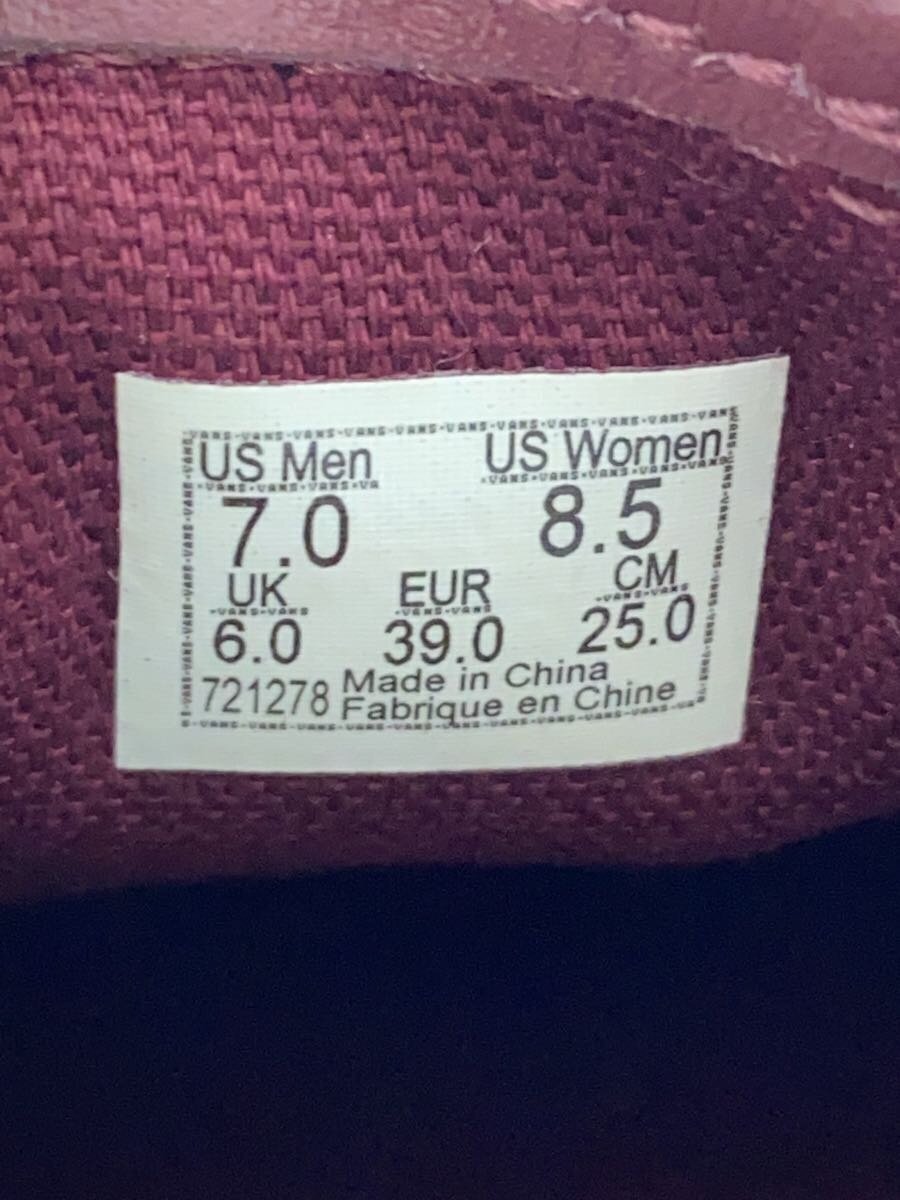 US Men US Women
7.0 8.5
UK EUR CM
6.0 39.0 25.0
721278 Made in China
Fabrique en Chine